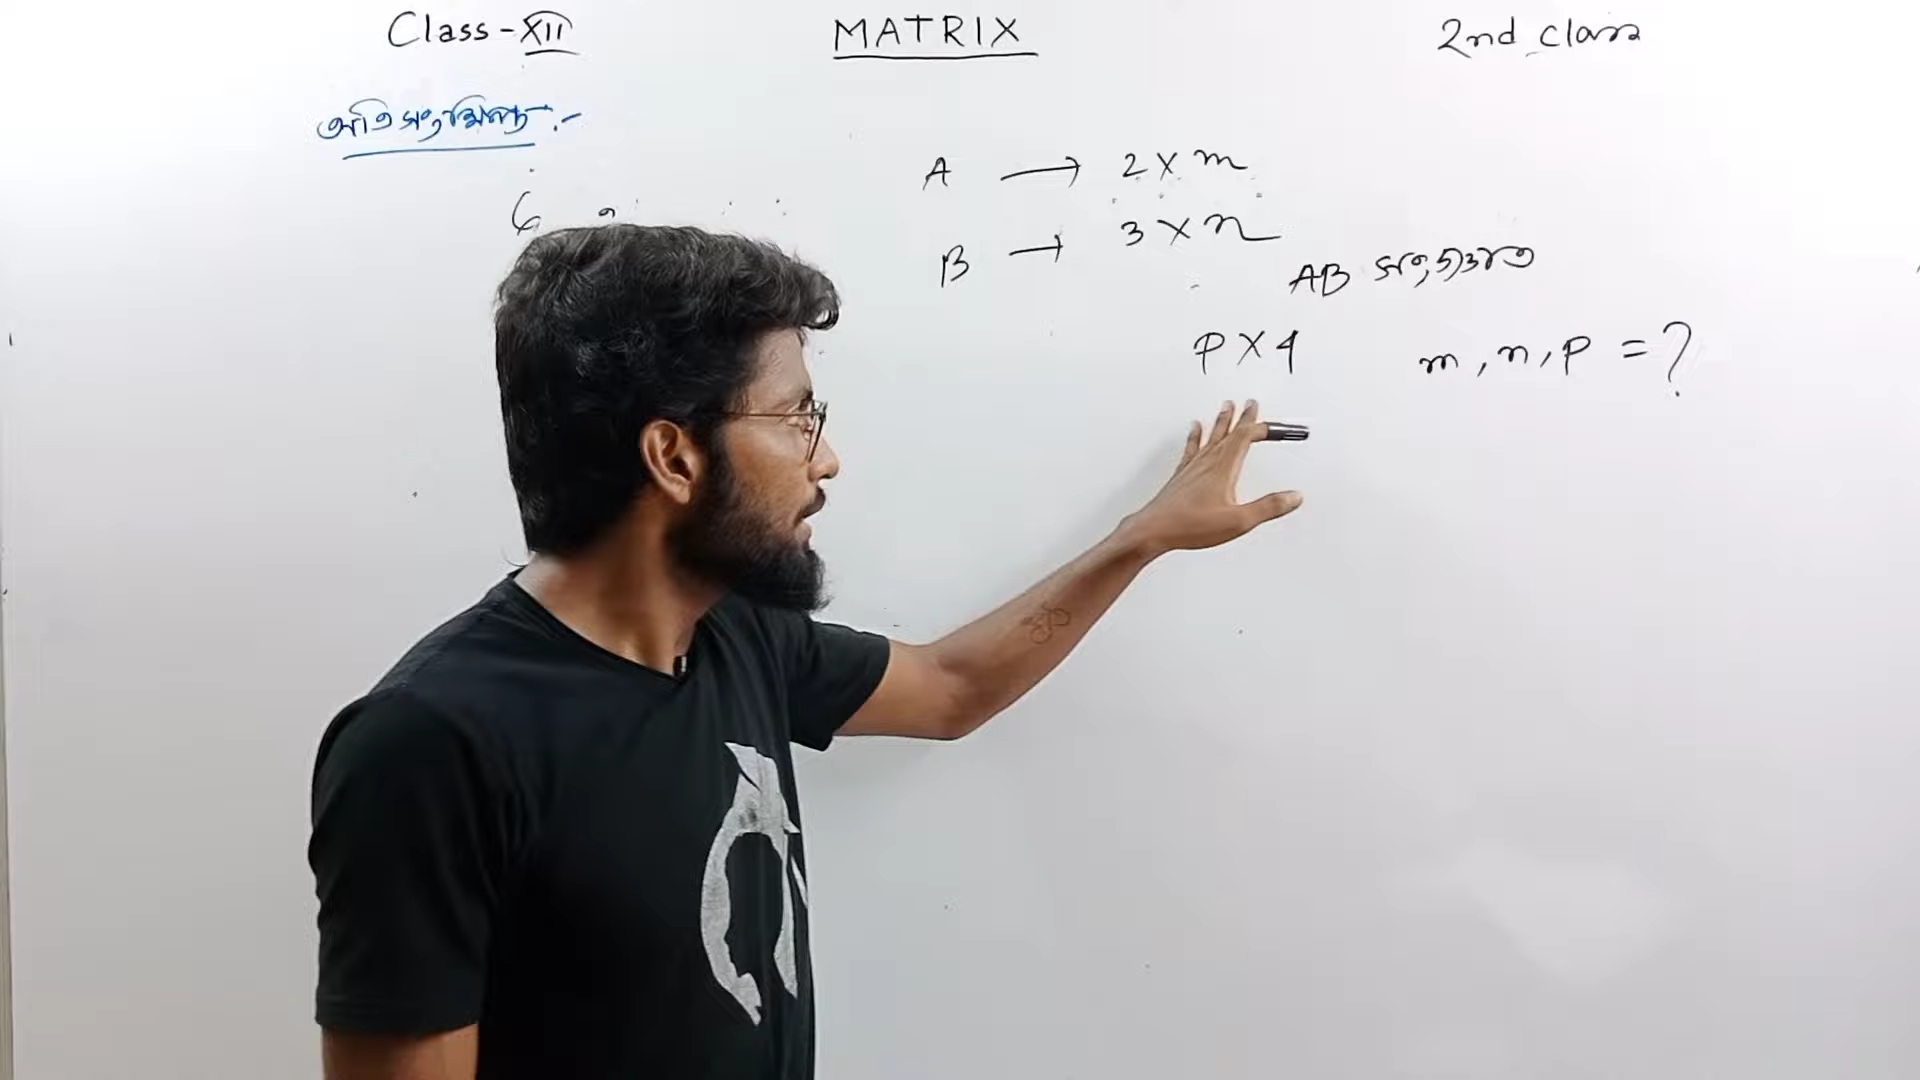 Class-XII
MATRIX
2nd class
অতি সংক্ষিপ্ত :-
A → 2 X m
B → 3 X n
AB সংজ্ঞাত
P X 4
m, n, p = ?